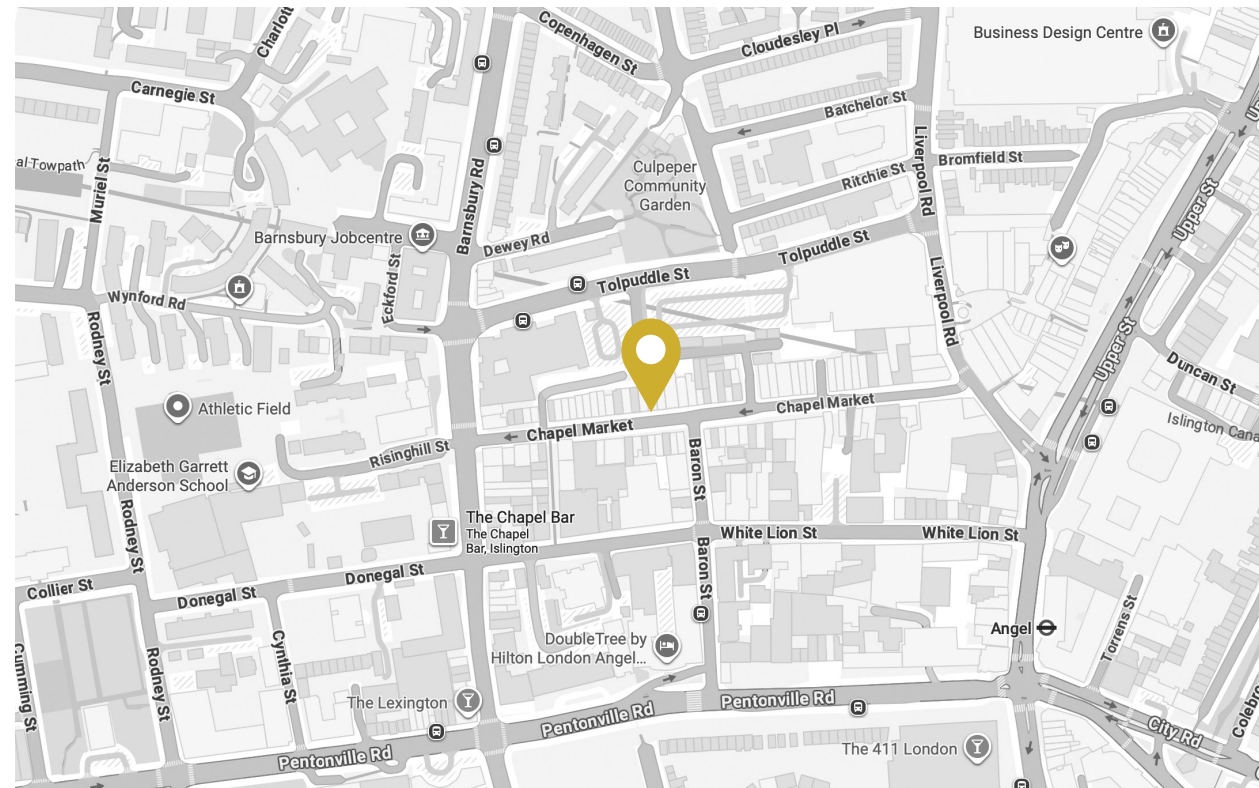 Charlott
Copenhagen St
Cloudesley Pl
Business Design Centre
Carnegie St
Batchelor St
al Towpath
Muriel St
Barnsbury Rd
Culpeper
Community
Garden
Liverpool Rd
Bromfield St
Ritchie St
Upper St
Barnsbury Jobcentre
Dewey Rd
Tolpuddle St
Tolpuddle St
Eckford St
Wynford Rd
Liverpool Rd
Rodney St
Upper St
Duncan St
Athletic Field
Chapel Market
Chapel Market
Islington Cana
Risinghill St
Baron St
Elizabeth Garrett
Anderson School
Rodney St
The Chapel Bar
The Chapel
Bar, Islington
White Lion St
White Lion St
Baron St
Donegal St
Collier St
Donegal St
Angel
Torrens St
Cumming St
Rodney St
Cynthia St
DoubleTree by
Hilton London Angel...
The Lexington
Pentonville Rd
Pentonville Rd
Pentonville Rd
City Rd
Colebr
The 411 London